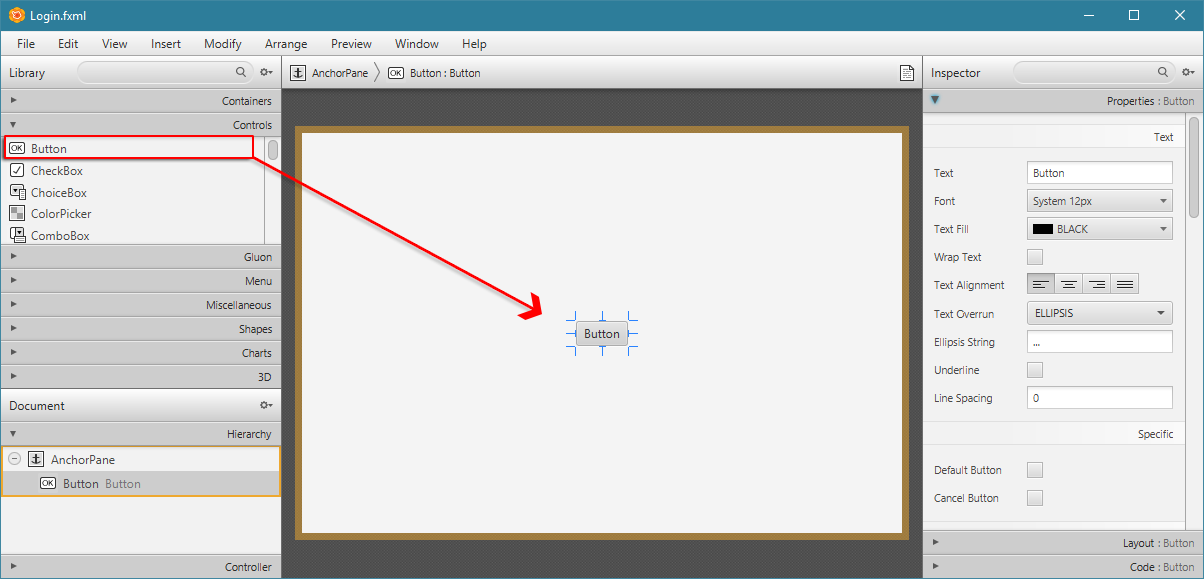 Login.fxml
File Edit View Insert Modify Arrange Preview Window Help
Library
Containers
Controls
OK Button
CheckBox
ChoiceBox
ColorPicker
ComboBox
Gluon
Menu
Miscellaneous
Shapes
Charts
3D
Document
Hierarchy
AnchorPane
OK Button Button
Controller
AnchorPane OK Button : Button
Button
Inspector
Properties : Button
Text
Text Button
Font System 12px
Text Fill BLACK
Wrap Text
Text Alignment
Text Overrun ELLIPSIS
Ellipsis String ...
Underline
Line Spacing 0
Specific
Default Button
Cancel Button
Layout : Button
Code : Button